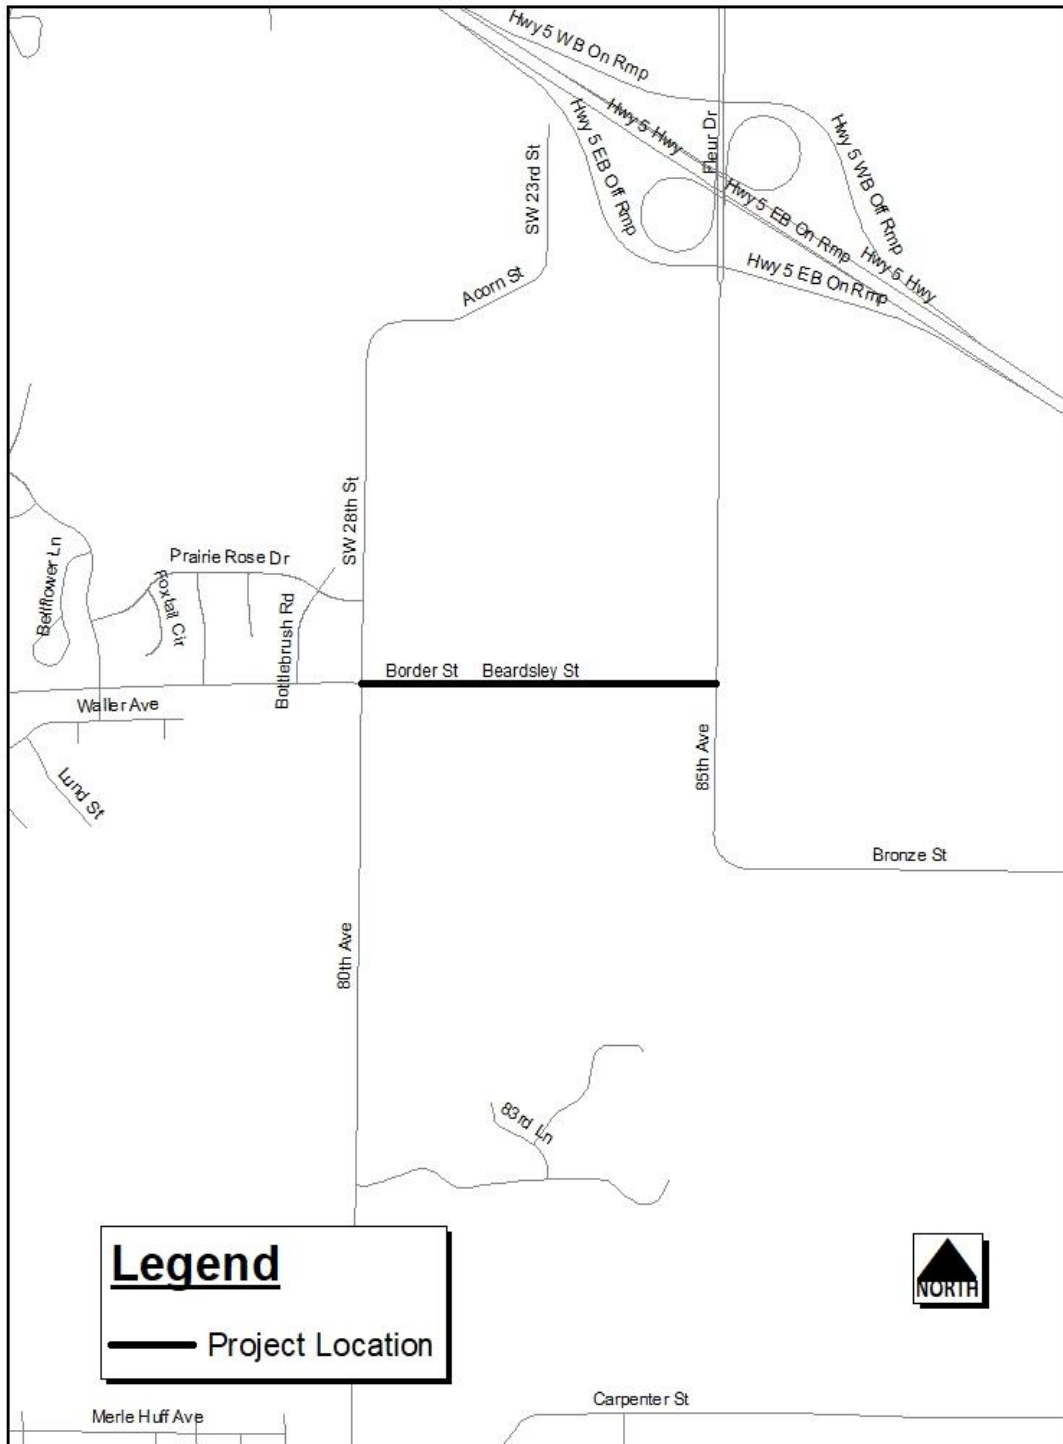 Hwy 5 WB On Rmp
Hwy 5 Hwy
Fleur Dr
Hwy 5 EB Off Rmp
Hwy 5 WB Off Rmp
SW 23rd St
Hwy 5 EB On Rmp
Hwy 5 Hwy
Hwy 5 EB On Rmp
Acorn St
SW 28th St
Prairie Rose Dr
Bellflower Ln
Foxtail Cir
Bottlebrush Rd
Border St
Beardsley St
Waller Ave
85th Ave
Lund St
Bronze St
80th Ave
83rd Ln
Legend
Project Location
NORTH
Carpenter St
Merle Huff Ave